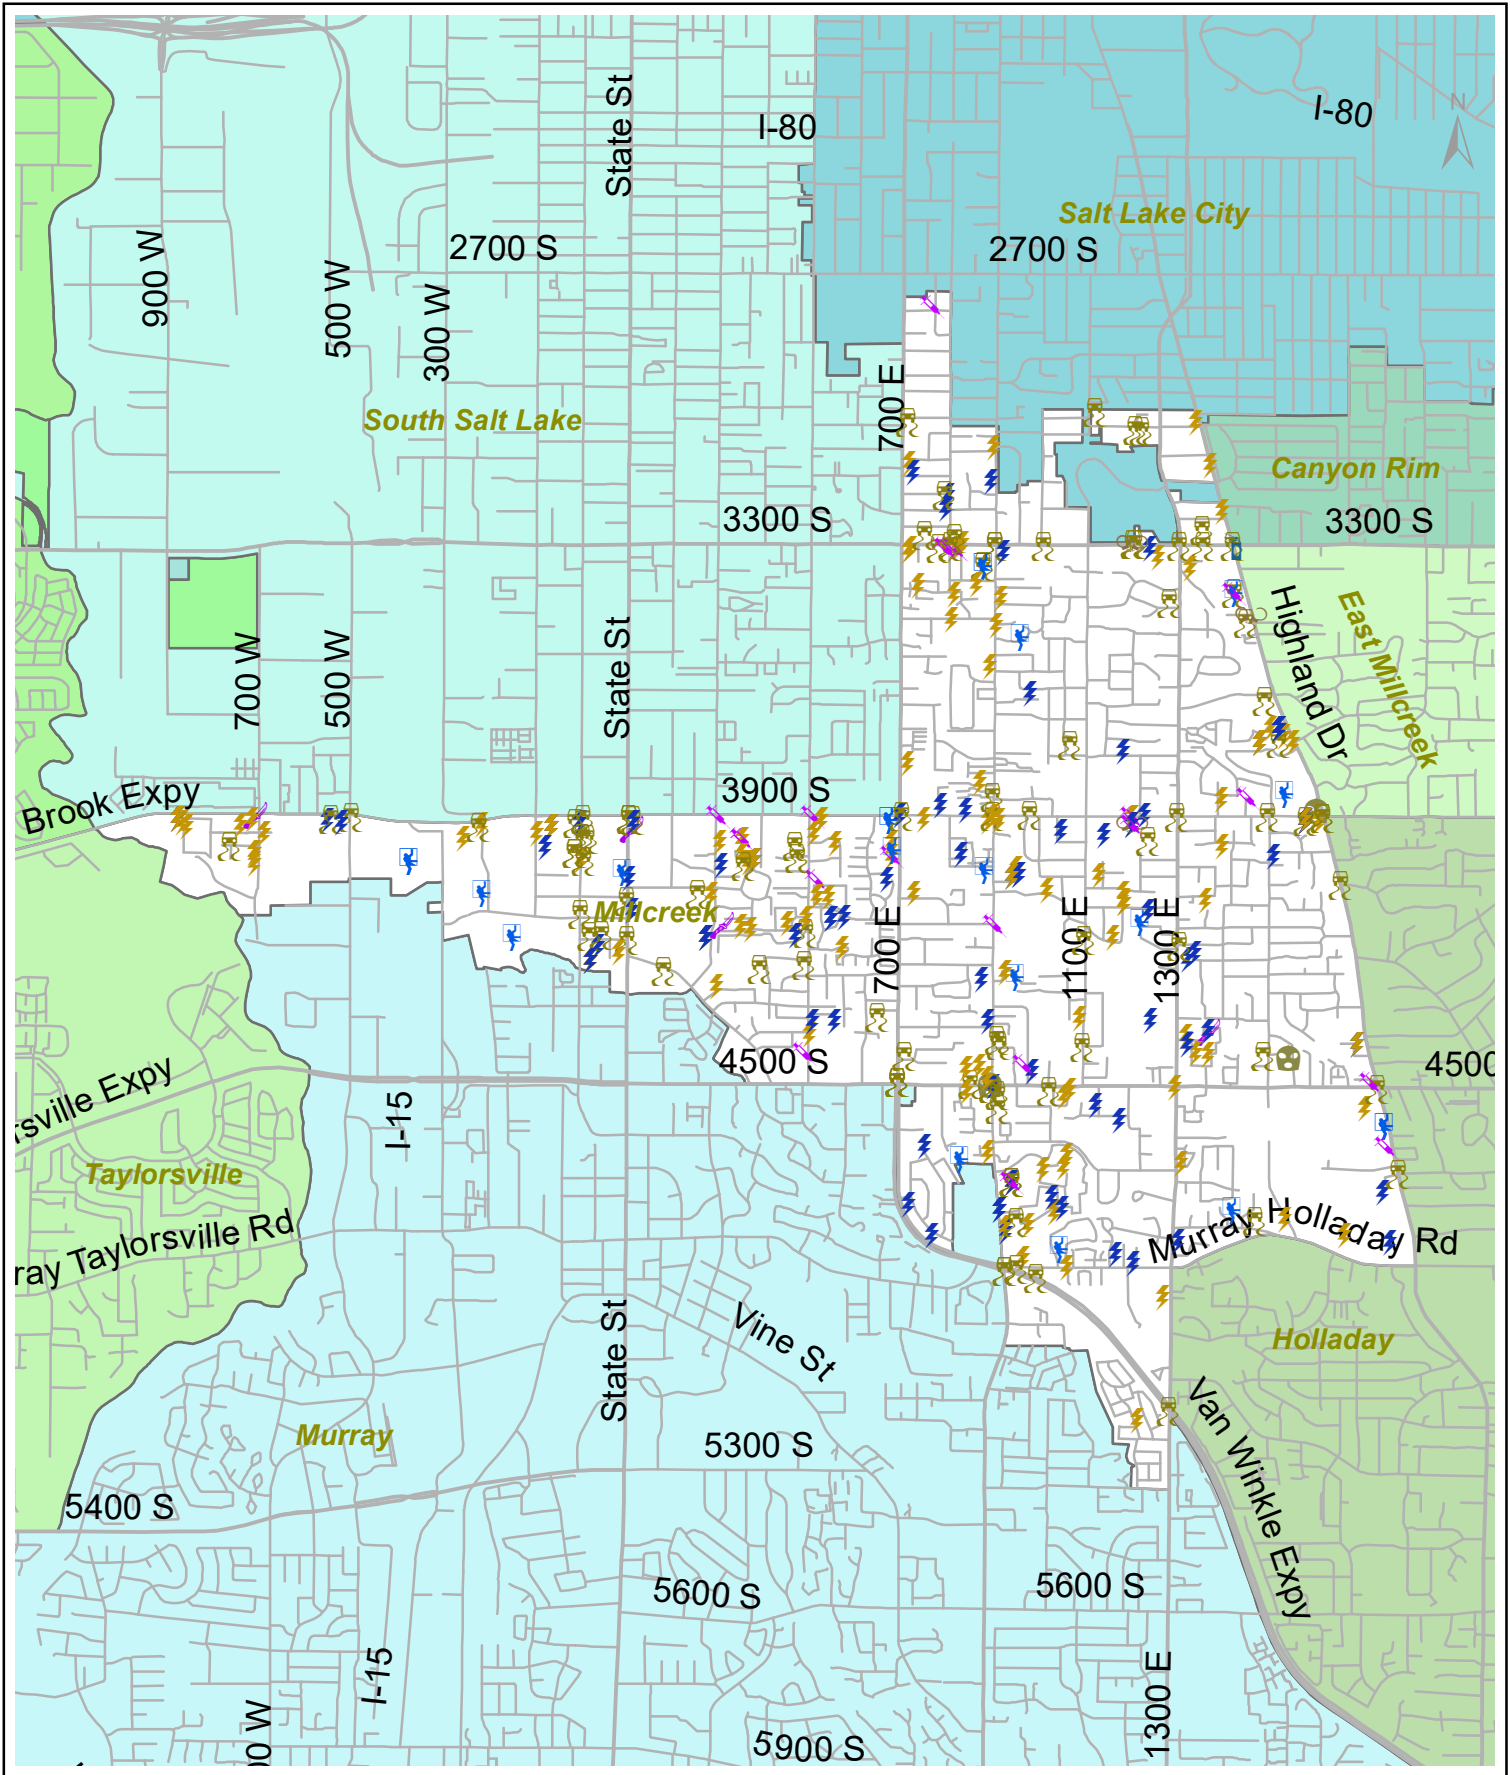 State St
I-80
I-80
N
Salt Lake City
900 W
2700 S
2700 S
500 W
300 W
700 E
South Salt Lake
Canyon Rim
3300 S
3300 S
Highland Dr
East Millcreek
700 W
500 W
State St
Brook Expy
3900 S
Millcreek
700 E
1100 E
1300 E
4500 S
4500
rsville Expy
I-15
Taylorsville
ray Taylorsville Rd
Murray Holladay Rd
State St
Vine St
Holladay
Murray
5300 S
Van Winkle Expy
5400 S
5600 S
5600 S
I-15
1300 E
00 W
5900 S